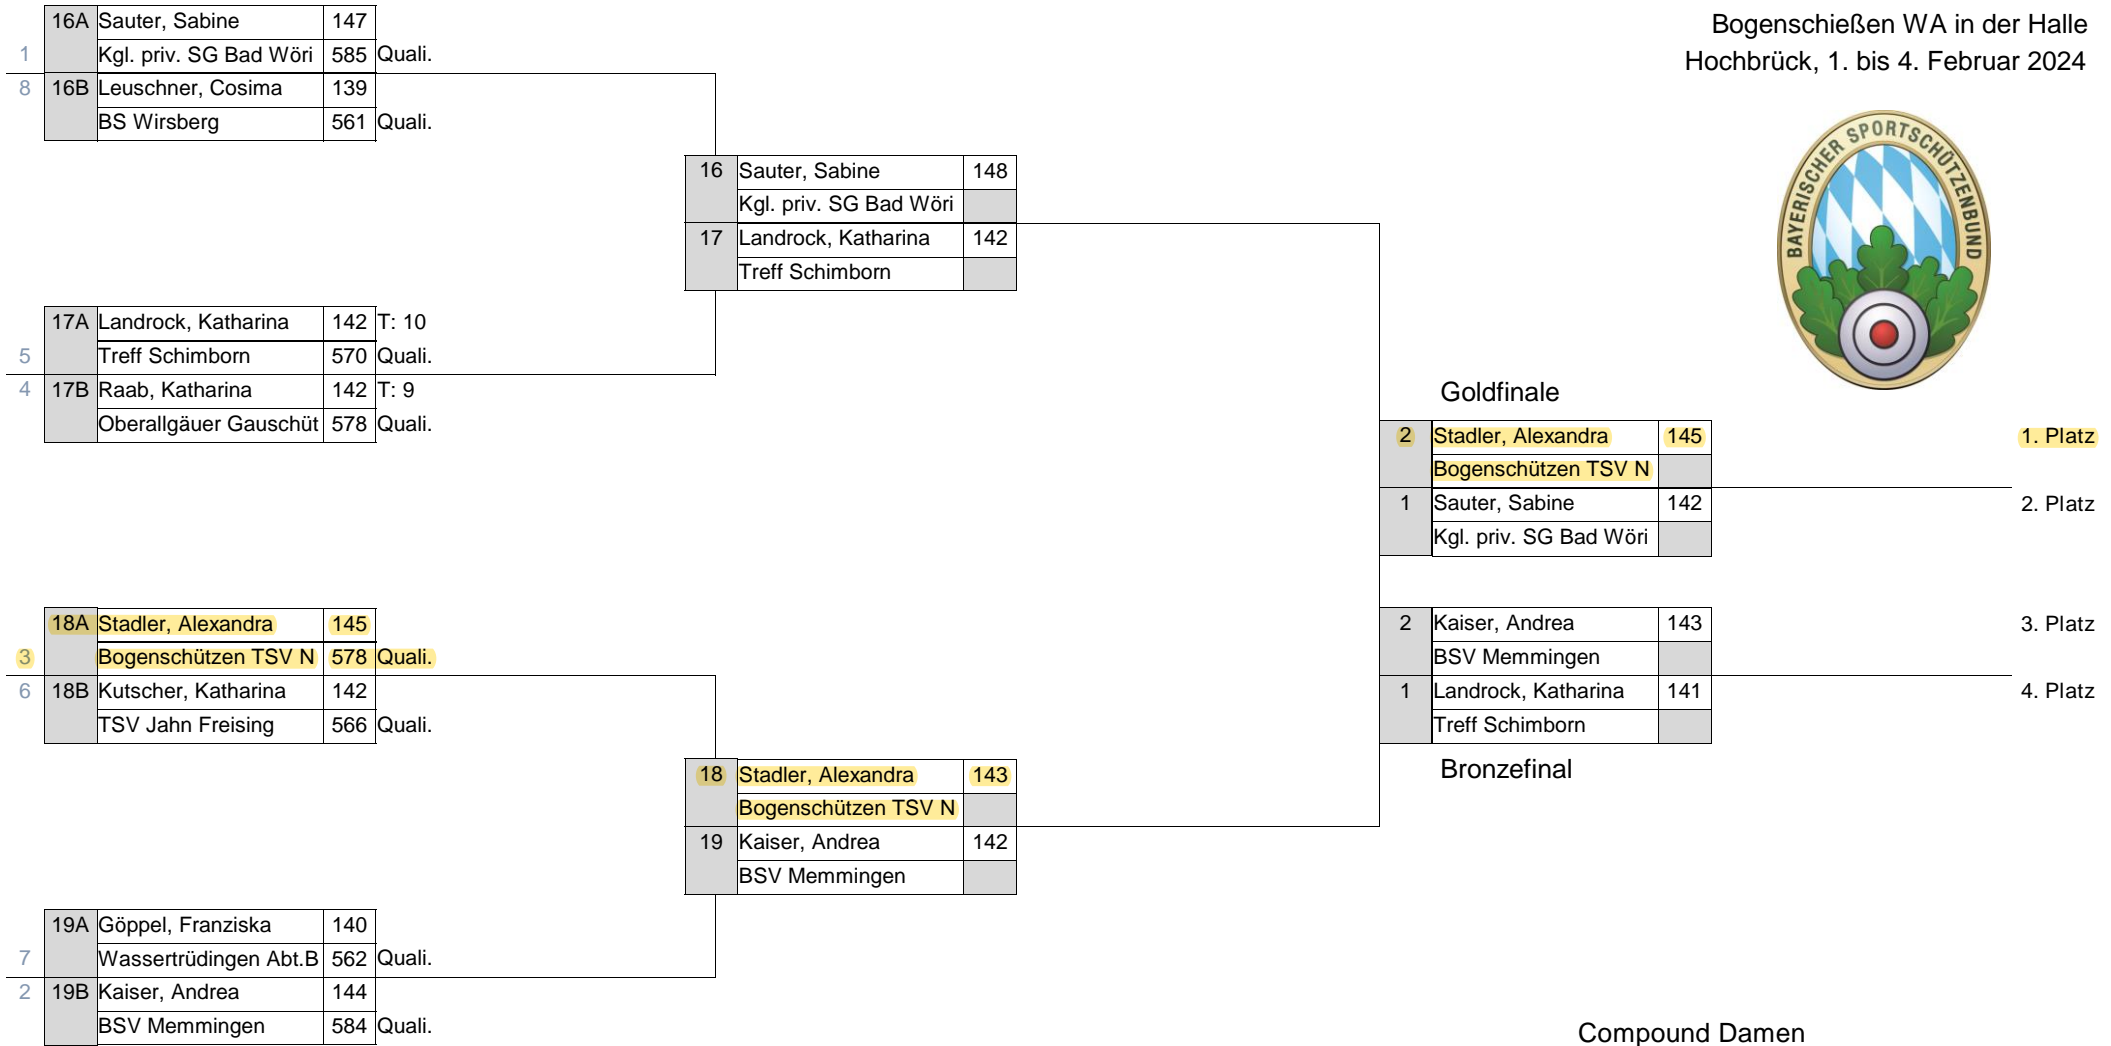 Bogenschießen WA in der Halle
Hochbrück, 1. bis 4. Februar 2024
BAYERISCHER SPORTSCHÜTZENBUND
16A Sauter, Sabine 147
1 Kgl. priv. SG Bad Wöri 585 Quali.
8 16B Leuschner, Cosima 139
BS Wirsberg 561 Quali.
16 Sauter, Sabine 148
Kgl. priv. SG Bad Wöri
17 Landrock, Katharina 142
Treff Schimborn
17A Landrock, Katharina 142 T: 10
5 Treff Schimborn 570 Quali.
4 17B Raab, Katharina 142 T: 9
Oberallgäuer Gauschüt 578 Quali.
Goldfinale
2 Stadler, Alexandra 145 1. Platz
Bogenschützen TSV N
1 Sauter, Sabine 142 2. Platz
Kgl. priv. SG Bad Wöri
18A Stadler, Alexandra 145
3 Bogenschützen TSV N 578 Quali.
6 18B Kutscher, Katharina 142
TSV Jahn Freising 566 Quali.
2 Kaiser, Andrea 143 3. Platz
BSV Memmingen
1 Landrock, Katharina 141 4. Platz
Treff Schimborn
Bronzefinal
18 Stadler, Alexandra 143
Bogenschützen TSV N
19 Kaiser, Andrea 142
BSV Memmingen
19A Göppel, Franziska 140
7 Wassertrüdingen Abt.B 562 Quali.
2 19B Kaiser, Andrea 144
BSV Memmingen 584 Quali.
Compound Damen